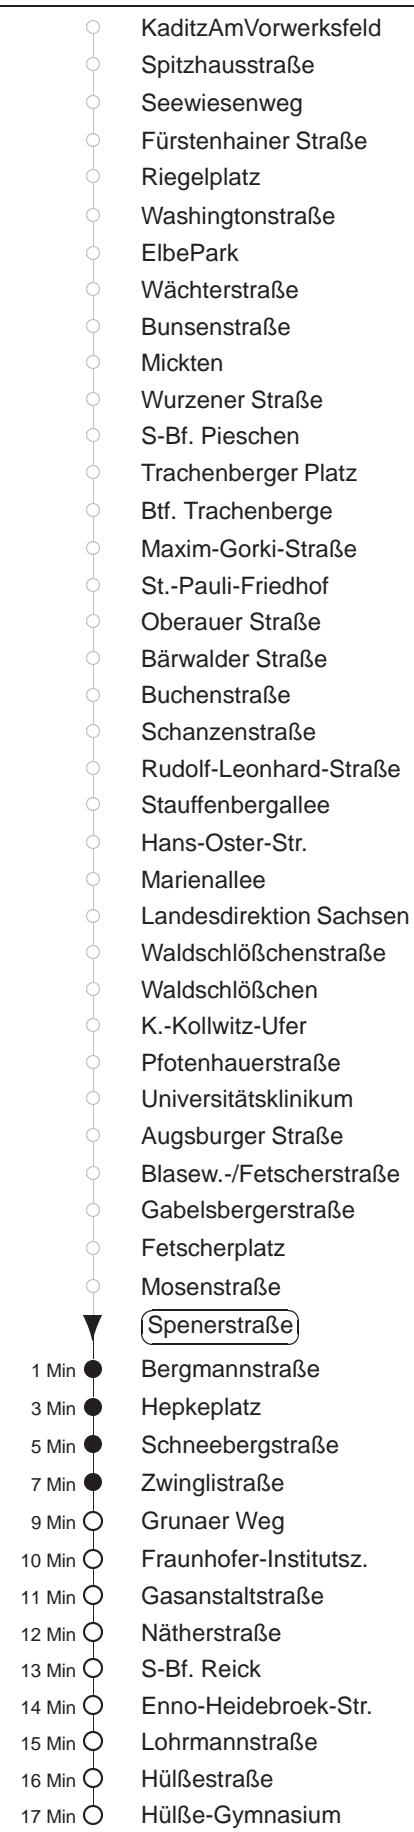 KaditzAmVorwerksfeld
Spitzhausstraße
Seewiesenweg
Fürstenhainer Straße
Riegelplatz
Washingtonstraße
ElbePark
Wächterstraße
Bunsenstraße
Mickten
Wurzener Straße
S-Bf. Pieschen
Trachenberger Platz
Btf. Trachenberge
Maxim-Gorki-Straße
St.-Pauli-Friedhof
Oberauer Straße
Bärwalder Straße
Buchenstraße
Schanzenstraße
Rudolf-Leonhard-Straße
Stauffenbergallee
Hans-Oster-Str.
Marienallee
Landesdirektion Sachsen
Waldschlößchenstraße
Waldschlößchen
K.-Kollwitz-Ufer
Pfotenhauerstraße
Universitätsklinikum
Augsburger Straße
Blasew.-/Fetscherstraße
Gabelsbergerstraße
Fetscherplatz
Mosenstraße
Spenerstraße
1 Min Bergmannstraße
3 Min Hepkeplatz
5 Min Schneebergstraße
7 Min Zwinglistraße
9 Min Grunaer Weg
10 Min Fraunhofer-Institutsz.
11 Min Gasanstaltstraße
12 Min Nätherstraße
13 Min S-Bf. Reick
14 Min Enno-Heidebroek-Str.
15 Min Lohrmannstraße
16 Min Hülßestraße
17 Min Hülße-Gymnasium